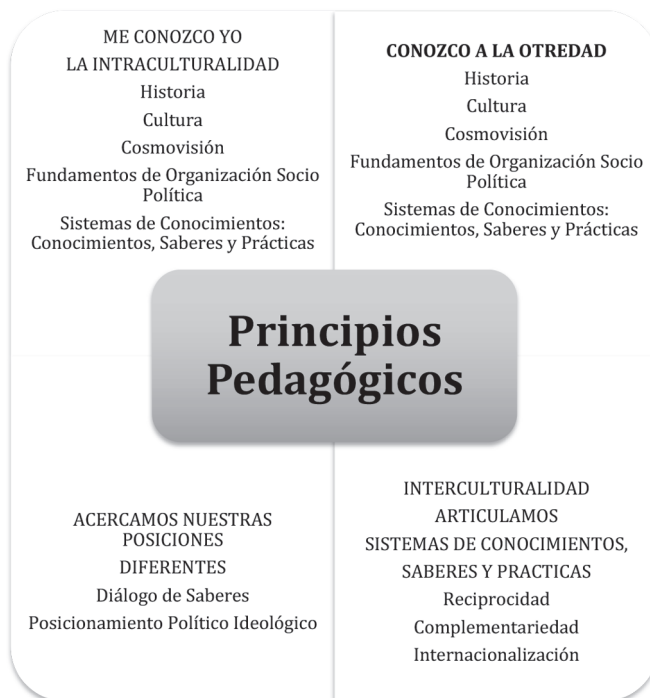 ME CONOZCO YO
LA INTRACULTURALIDAD
Historia
Cultura
Cosmovisión
Fundamentos de Organización Socio
Política
Sistemas de Conocimientos:
Conocimientos, Saberes y Prácticas
CONOZCO A LA OTREDAD
Historia
Cultura
Cosmovisión
Fundamentos de Organización Socio
Política
Sistemas de Conocimientos:
Conocimientos, Saberes y Prácticas
Principios
Pedagógicos
ACERCAMOS NUESTRAS
POSICIONES
DIFERENTES
Diálogo de Saberes
Posicionamiento Político Ideológico
INTERCULTURALIDAD
ARTICULAMOS
SISTEMAS DE CONOCIMIENTOS,
SABERES Y PRACTICAS
Reciprocidad
Complementariedad
Internacionalización